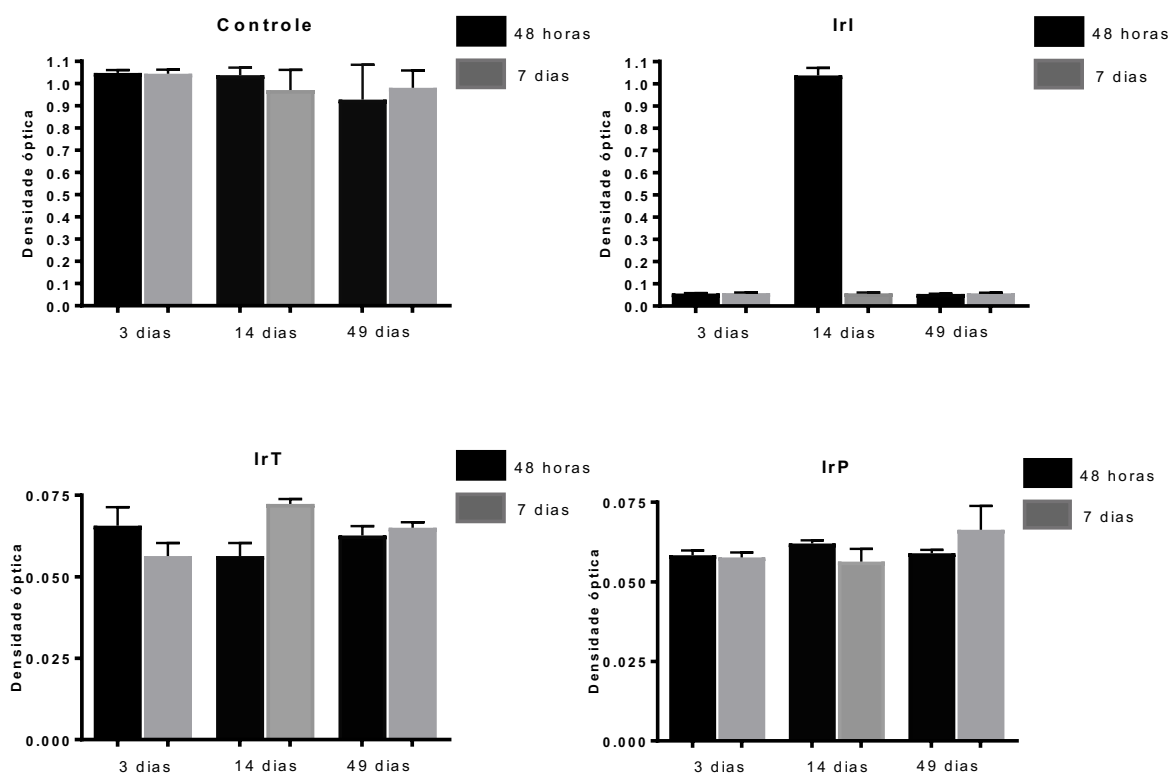 Controle
48 horas
7 dias
Densidade óptica
1.1
1.0
0.9
0.8
0.7
0.6
0.5
0.4
0.3
0.2
0.1
0.0
3 dias 14 dias 49 dias
IrI
48 horas
7 dias
Densidade óptica
1.1
1.0
0.9
0.8
0.7
0.6
0.5
0.4
0.3
0.2
0.1
0.0
3 dias 14 dias 49 dias
IrT
48 horas
7 dias
Densidade óptica
0.075
0.050
0.025
0.000
3 dias 14 dias 49 dias
IrP
48 horas
7 dias
Densidade óptica
0.075
0.050
0.025
0.000
3 dias 14 dias 49 dias